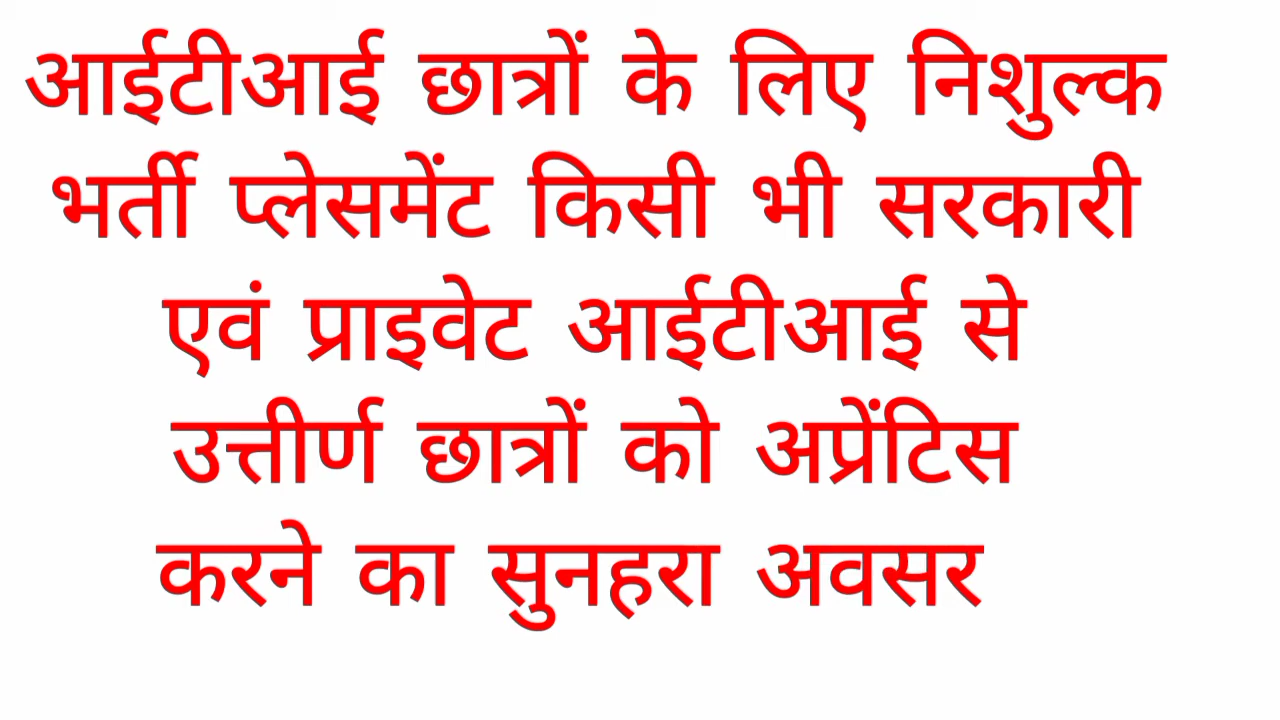 आईटीआई छात्रों के लिए निशुल्क
भर्ती प्लेसमेंट किसी भी सरकारी
एवं प्राइवेट आईटीआई से
उत्तीर्ण छात्रों को अप्रेंटिस
करने का सुनहरा अवसर